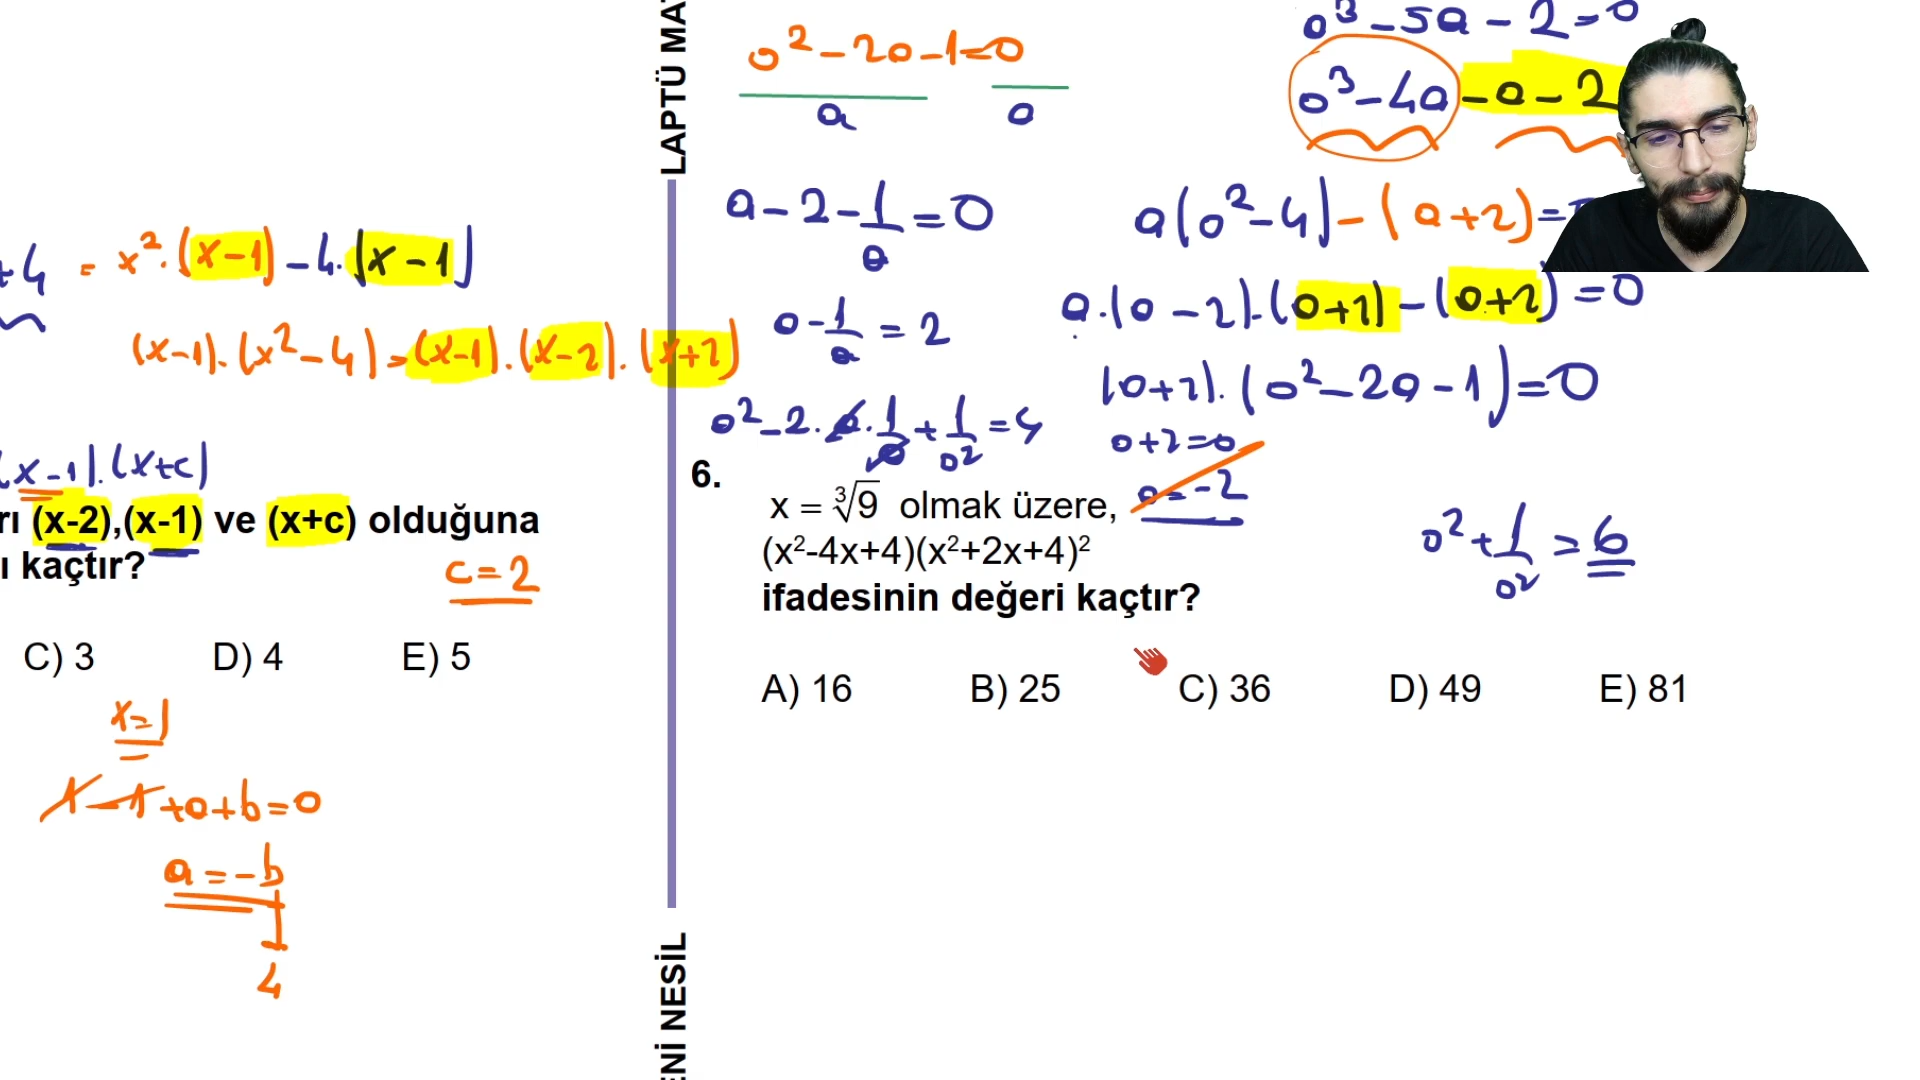 +4 = x². (x-1) - 4. (x-1)
(x-1). (x²-4) = (x-1). (x-2). (x+2)
(x-1). (x+c)
rı (x-2),(x-1) ve (x+c) olduğuna
ı kaçtır?
c=2
C) 3 D) 4 E) 5
x=1
1-1+a+b=0
a=-b
4
LAPTÜ MA
ENİ NESİL
a²-2a-1=0
a a
a-2-1/a=0
a-1/a=2
a²-2.a.1/a+1/a²=4
a³-5a-2=0
a³-4a-a-2
a(a²-4)-(a+2)=
a.(a-2).(a+2)-(a+2)=0
(a+2).(a²-2a-1)=0
a+2=0
a=-2
a²+1/a²=6
6.
x = ∛9 olmak üzere,
(x²-4x+4)(x²+2x+4)²
ifadesinin değeri kaçtır?
A) 16 B) 25 C) 36 D) 49 E) 81